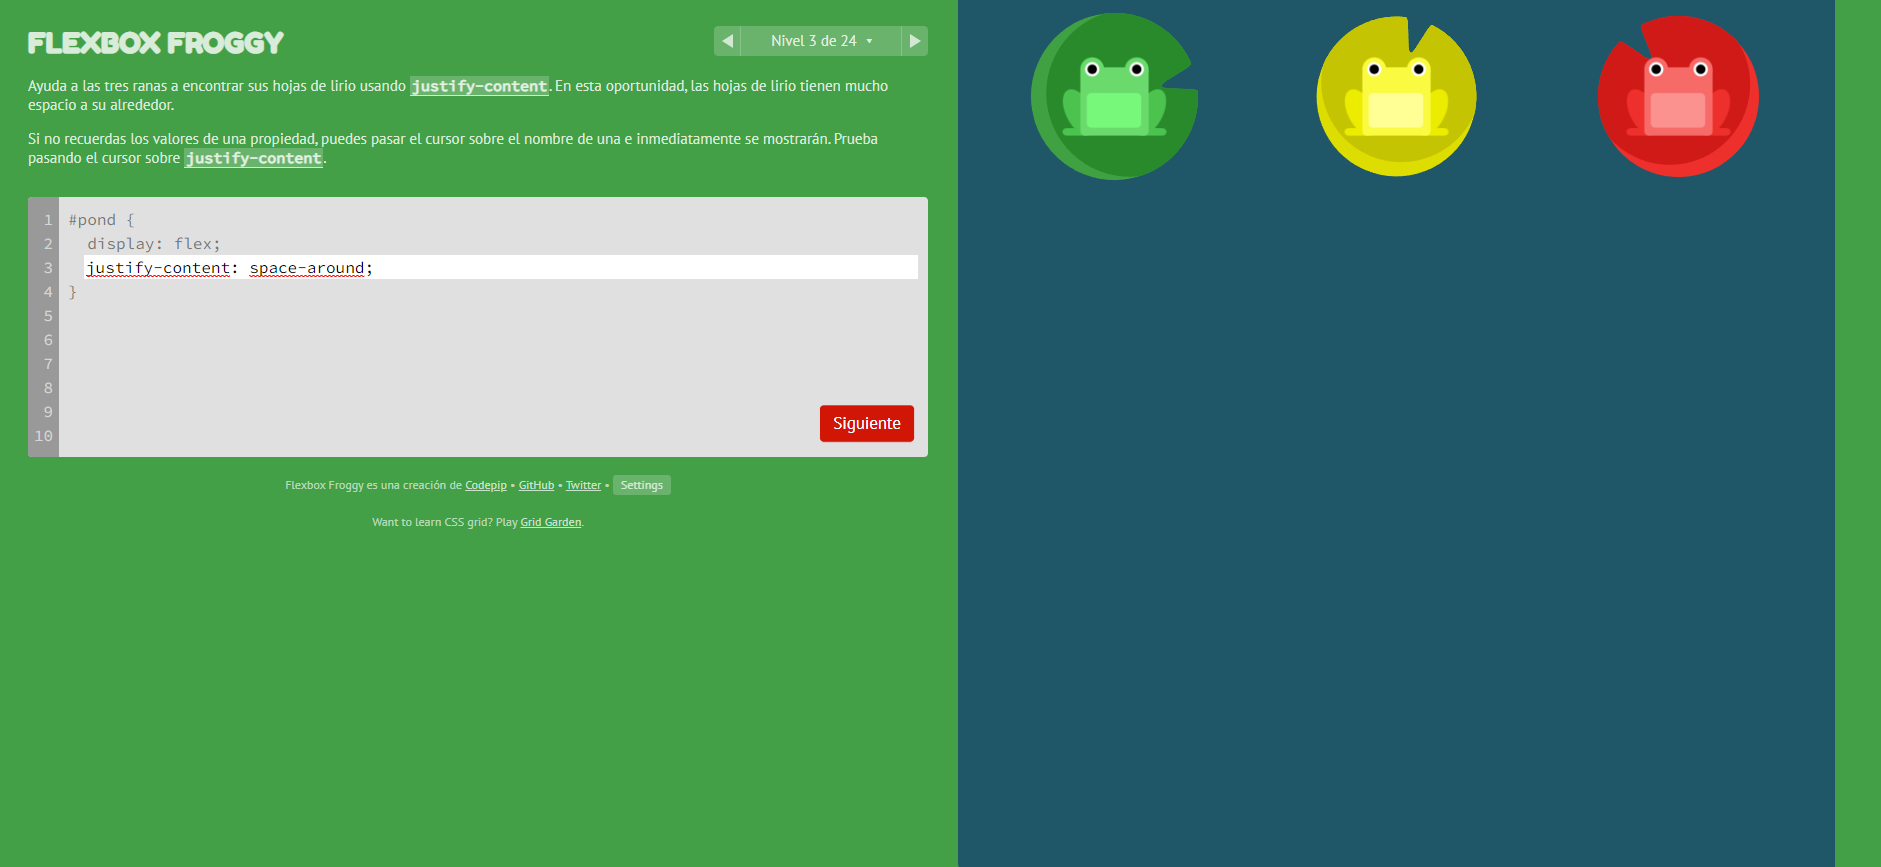 FLEXBOX FROGGY
Nivel 3 de 24
Ayuda a las tres ranas a encontrar sus hojas de lirio usando justify-content. En esta oportunidad, las hojas de lirio tienen mucho
espacio a su alrededor.
Si no recuerdas los valores de una propiedad, puedes pasar el cursor sobre el nombre de una e inmediatamente se mostrarán. Prueba
pasando el cursor sobre justify-content.
1 #pond {
2 display: flex;
3 justify-content: space-around;
4 }
5
6
7
8
9
10
Siguiente
Flexbox Froggy es una creación de Codepip • GitHub • Twitter • Settings
Want to learn CSS grid? Play Grid Garden.